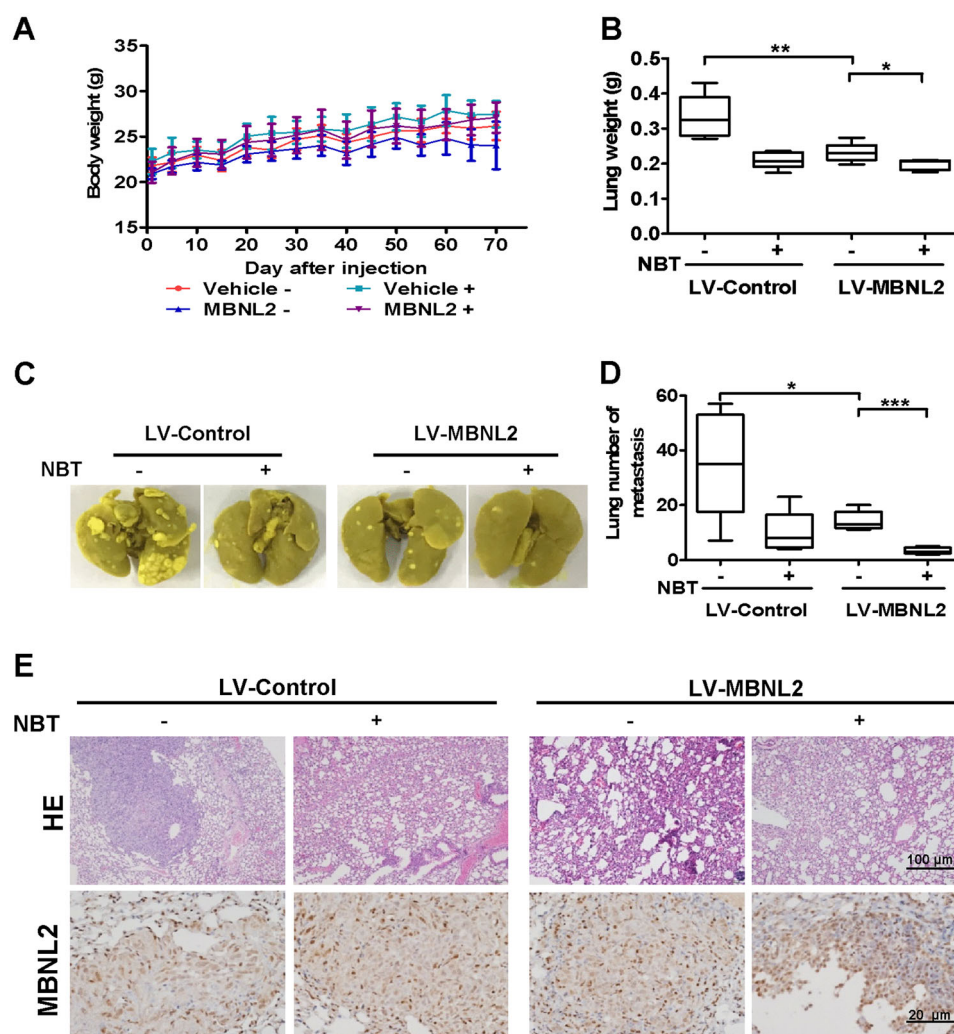 A
Body weight (g)
35
30
25
20
15
0 10 20 30 40 50 60 70
Day after injection
Vehicle - Vehicle +
MBNL2 - MBNL2 +
B
Lung weight (g)
0.5
0.4
0.3
0.2
0.1
0.0
** *
NBT - + - +
LV-Control LV-MBNL2
C
LV-Control LV-MBNL2
NBT - + - +
D
Lung number of
metastasis
60
40
20
0
* ***
NBT - + - +
LV-Control LV-MBNL2
E
LV-Control LV-MBNL2
NBT - + - +
HE
100 µm
MBNL2
20 µm